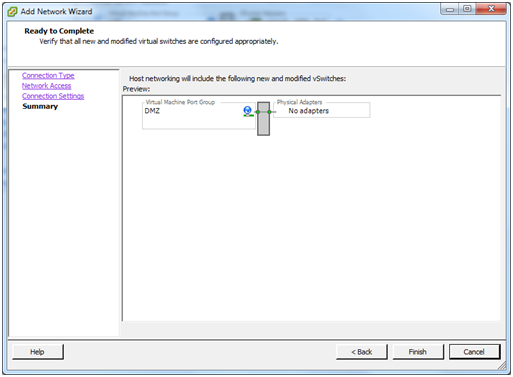 Add Network Wizard
Ready to Complete
Verify that all new and modified virtual switches are configured appropriately.
Connection Type
Network Access
Connection Settings
Summary
Host networking will include the following new and modified vSwitches:
Preview:
Virtual Machine Port Group
DMZ
Physical Adapters
No adapters
Help
< Back
Finish
Cancel